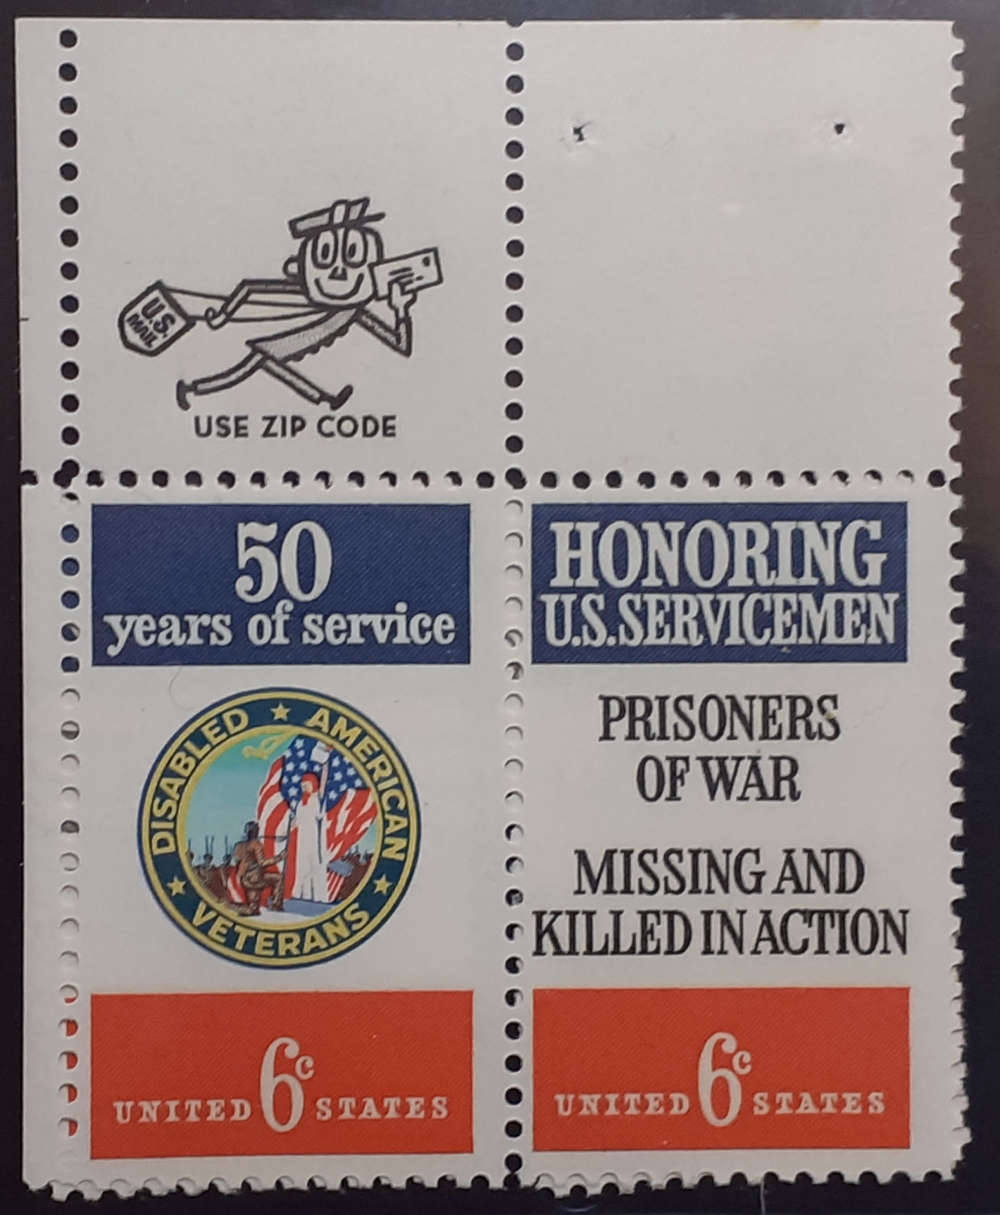 U.S.
MAIL
USE ZIP CODE
50
years of service
DISABLED ★ AMERICAN
★ VETERANS ★
6c
UNITED STATES
HONORING
U.S. SERVICEMEN
PRISONERS
OF WAR
MISSING AND
KILLED IN ACTION
6c
UNITED STATES